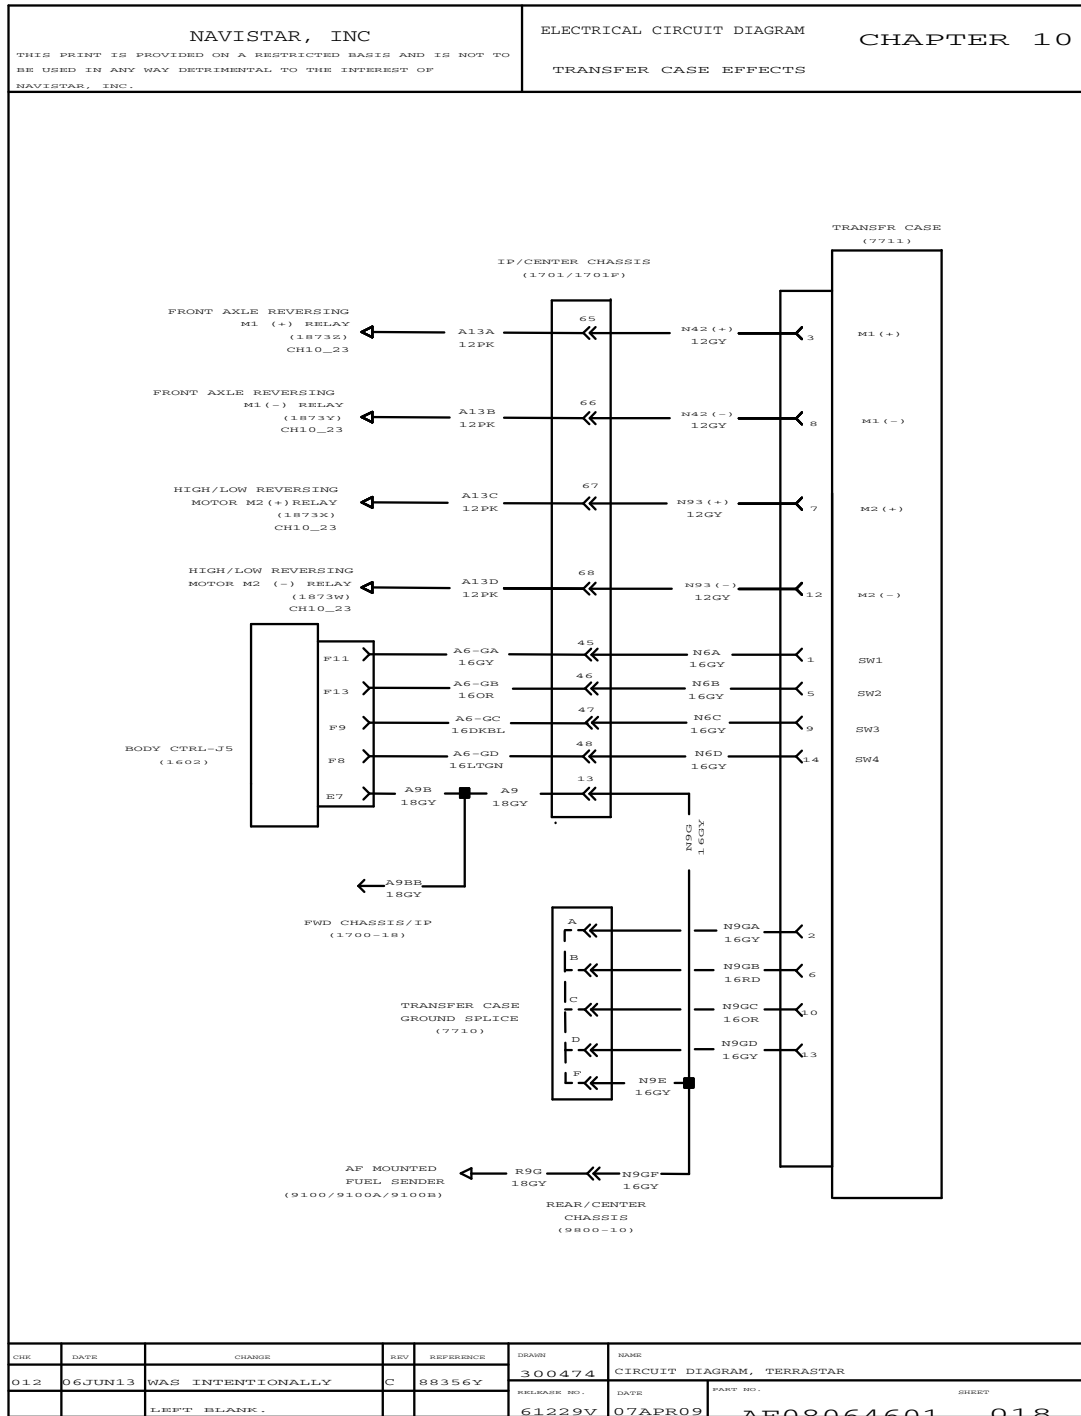 NAVISTAR, INC
THIS PRINT IS PROVIDED ON A RESTRICTED BASIS AND IS NOT TO
BE USED IN ANY WAY DETRIMENTAL TO THE INTEREST OF
NAVISTAR, INC.
ELECTRICAL CIRCUIT DIAGRAM
TRANSFER CASE EFFECTS
CHAPTER 10
TRANSFR CASE
(7711)
IP/CENTER CHASSIS
(1701/1701F)
FRONT AXLE REVERSING
M1 (+) RELAY
(1873Z)
CH10_23
A13A
12PK
65
N42(+)
12GY
3
M1(+)
FRONT AXLE REVERSING
M1(-) RELAY
(1873Y)
CH10_23
A13B
12PK
66
N42(-)
12GY
8
M1(-)
HIGH/LOW REVERSING
MOTOR M2(+)RELAY
(1873X)
CH10_23
A13C
12PK
67
N93(+)
12GY
7
M2(+)
HIGH/LOW REVERSING
MOTOR M2 (-) RELAY
(1873W)
CH10_23
A13D
12PK
68
N93(-)
12GY
12
M2(-)
F11
A6-GA
16GY
45
N6A
16GY
1
SW1
F13
A6-GB
16OR
46
N6B
16GY
5
SW2
F9
A6-GC
16DKBL
47
N6C
16GY
9
SW3
BODY CTRL-J5
(1602)
F8
A6-GD
16LTGN
48
N6D
16GY
14
SW4
E7
A9B
18GY
A9
18GY
13
N9G
16GY
A9BB
18GY
FWD CHASSIS/IP
(1700-18)
A
N9GA
16GY
2
B
N9GB
16RD
6
TRANSFER CASE
GROUND SPLICE
(7710)
C
N9GC
16OR
10
D
N9GD
16GY
13
F
N9E
16GY
AF MOUNTED
FUEL SENDER
(9100/9100A/9100B)
R9G
18GY
N9GF
16GY
REAR/CENTER
CHASSIS
(9800-10)
CHK DATE CHANGE REV REFERENCE
012 06JUN13 WAS INTENTIONALLY C 88356Y
LEFT BLANK.
DRAWN
300474
NAME
CIRCUIT DIAGRAM, TERRASTAR
RELEASE NO.
61229V
DATE
07APR09
PART NO.
AF08064601
SHEET
018